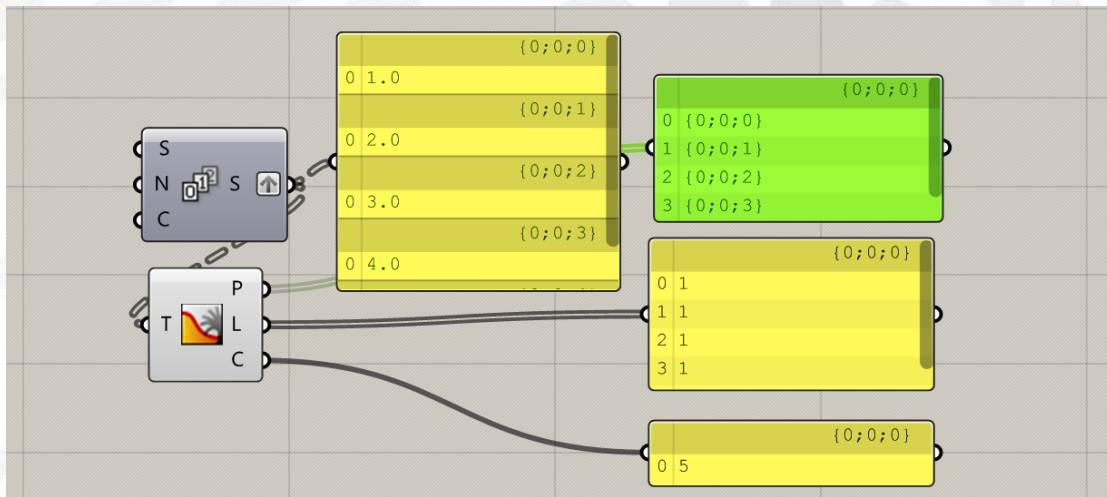 S
N
C
0 1 2
S
T
P
L
C
{0;0;0}
0 1.0
{0;0;1}
0 2.0
{0;0;2}
0 3.0
{0;0;3}
0 4.0
{0;0;0}
0 {0;0;0}
1 {0;0;1}
2 {0;0;2}
3 {0;0;3}
{0;0;0}
0 1
1 1
2 1
3 1
{0;0;0}
0 5